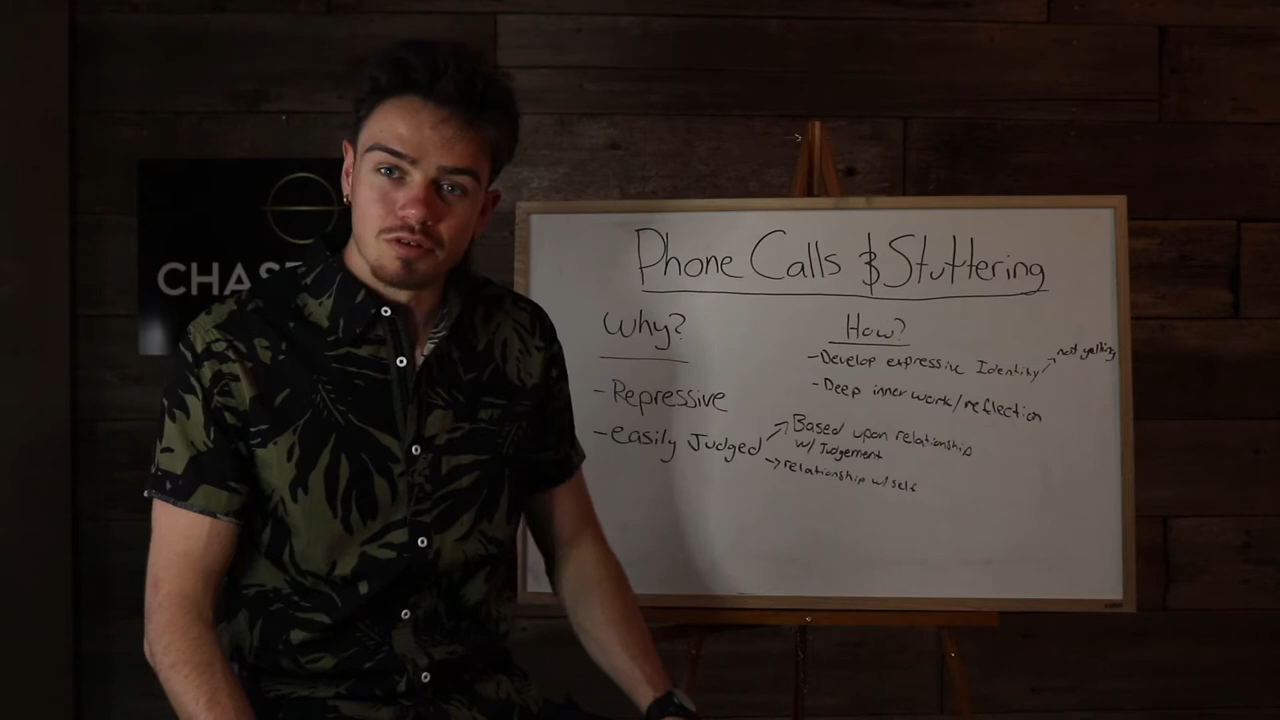 CHAS
Phone Calls & Stuttering
Why?
- Repressive
- easily Judged
→ Based upon relationship
w/ Judgement
→ relationship w/ self
How?
- Develop expressive Identity → not yelling
- Deep inner work/reflection